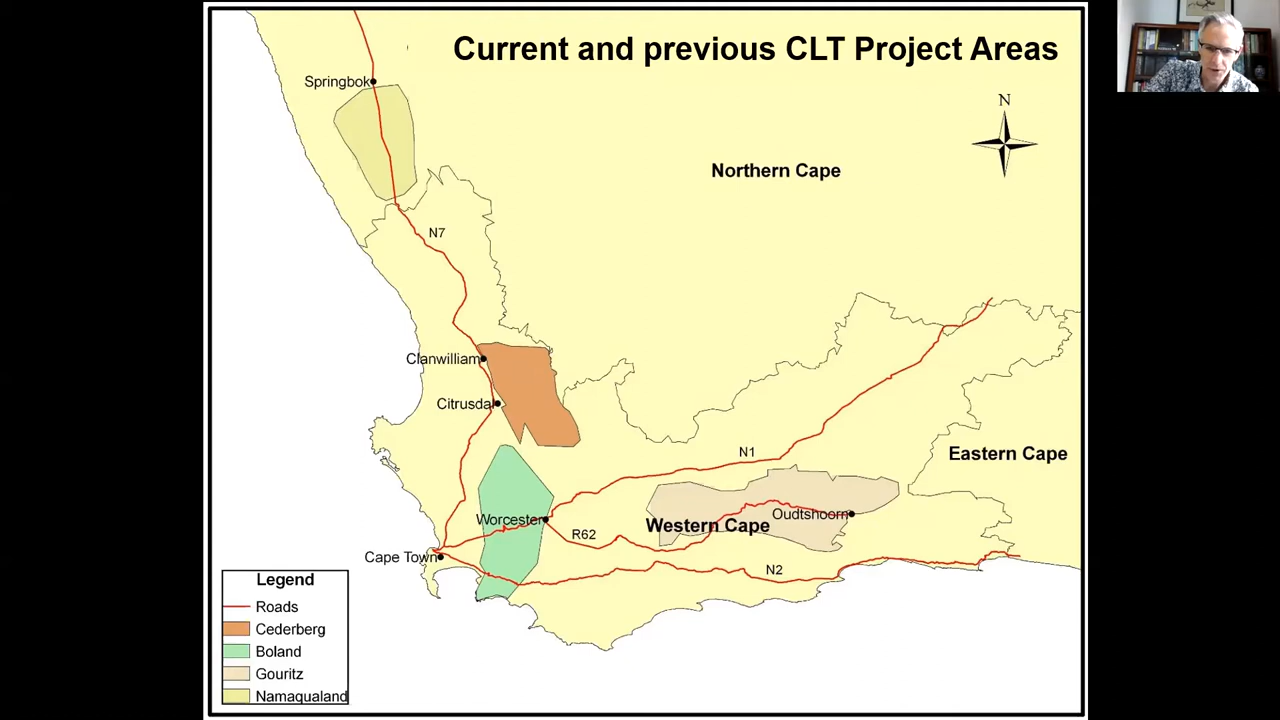 Current and previous CLT Project Areas
Springbok
N
Northern Cape
N7
Clanwilliam
Citrusdal
N1
Eastern Cape
Worcester
Oudtshoorn
Western Cape
R62
Cape Town
N2
Legend
Roads
Cederberg
Boland
Gouritz
Namaqualand